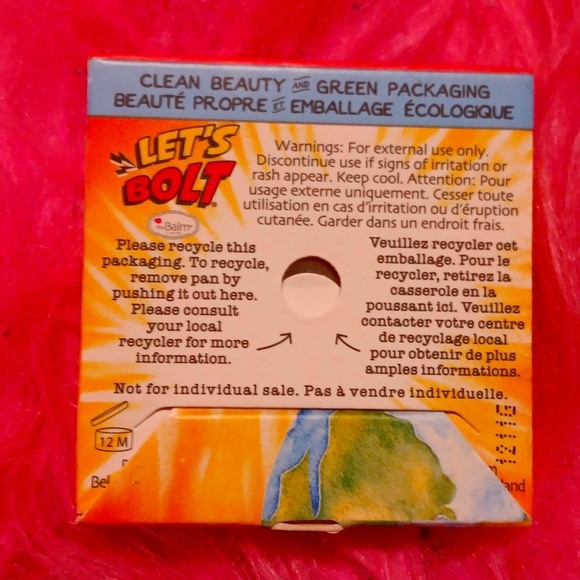 CLEAN BEAUTY AND GREEN PACKAGING
BEAUTÉ PROPRE ET EMBALLAGE ÉCOLOGIQUE
LET'S
BOLT®
theBalm®
Warnings: For external use only.
Discontinue use if signs of irritation or
rash appear. Keep cool. Attention: Pour
usage externe uniquement. Cesser toute
utilisation en cas d'irritation ou d'éruption
cutanée. Garder dans un endroit frais.
Please recycle this
packaging. To recycle,
remove pan by
pushing it out here.
Please consult
your local
recycler for more
information.
Veuillez recycler cet
emballage. Pour le
recycler, retirez la
casserole en la
poussant ici. Veuillez
contacter votre centre
de recyclage local
pour obtenir de plus
amples informations.
Not for individual sale. Pas à vendre individuelle.
12 M
Bel
land